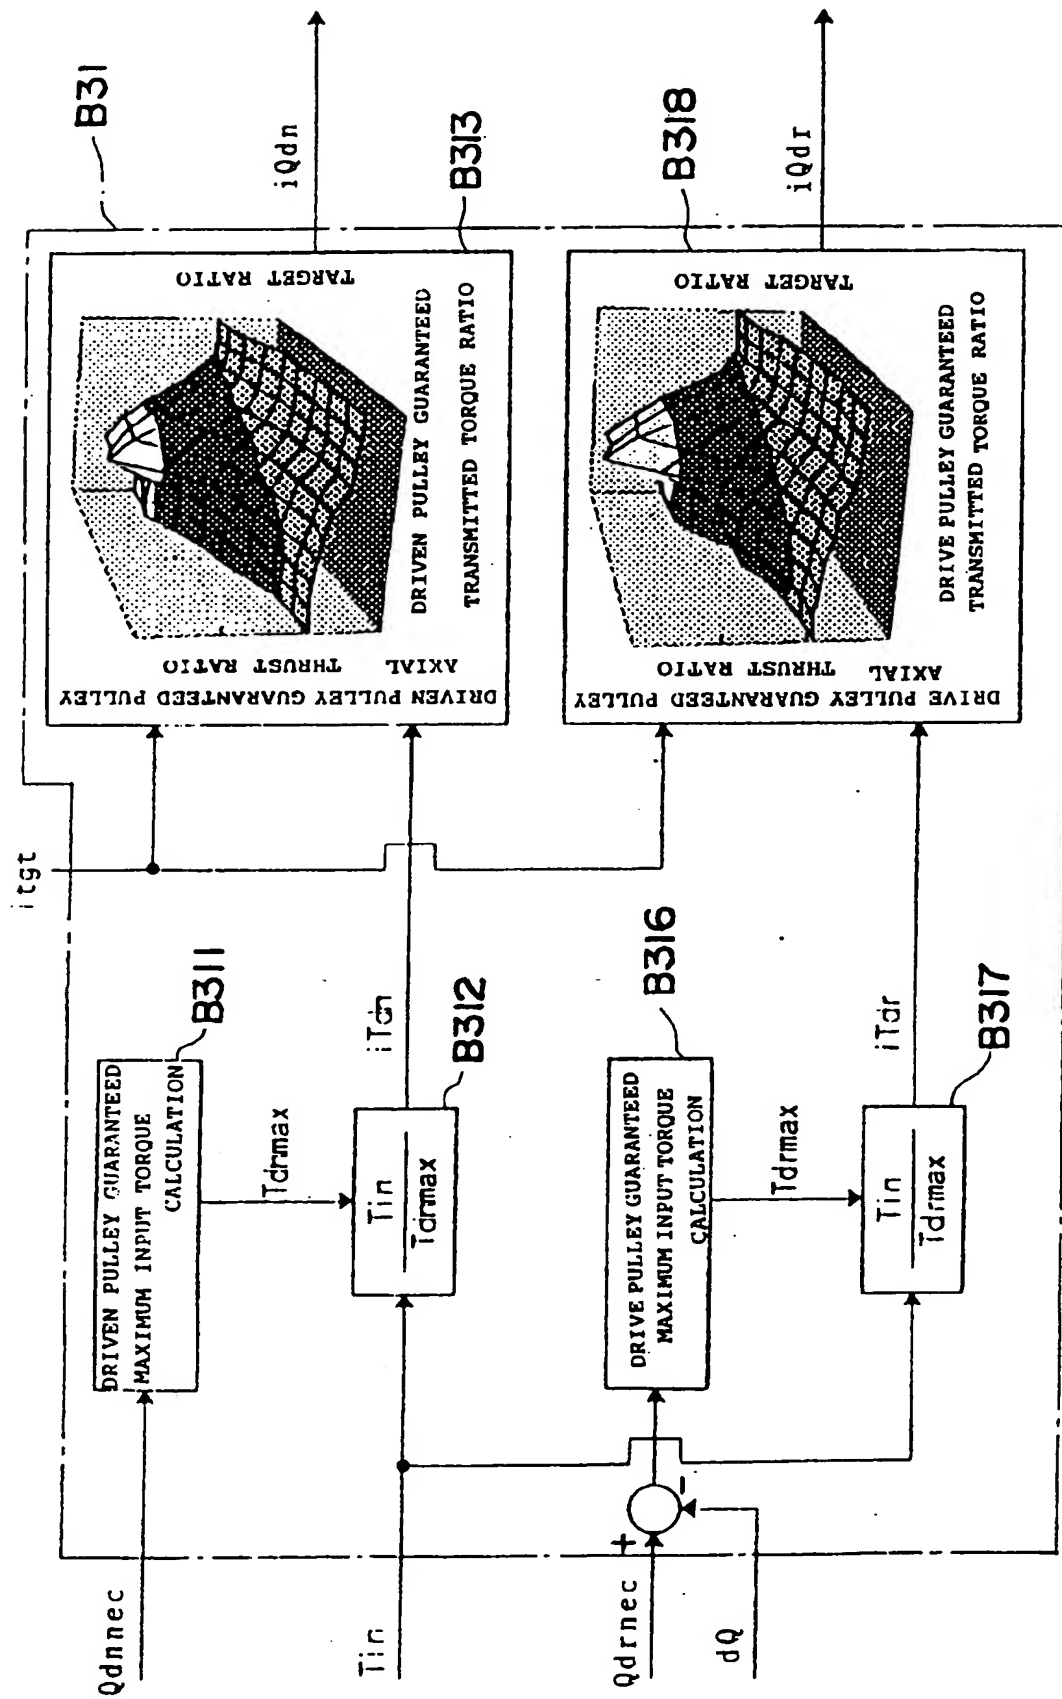 B31
iQdn
B313
TARGET RATIO
DRIVEN PULLEY GUARANTEED
TRANSMITTED TORQUE RATIO
AXIAL
THRUST RATIO
DRIVEN PULLEY GUARANTEED PULLEY
iQdr
B318
TARGET RATIO
DRIVE PULLEY GUARANTEED
TRANSMITTED TORQUE RATIO
AXIAL
THRUST RATIO
DRIVE PULLEY GUARANTEED PULLEY
itgt
B311
DRIVEN PULLEY GUARANTEED
MAXIMUM INPUT TORQUE
CALCULATION
Tdrmax
iTdn
B312
Tin
Tdnmax
B316
DRIVE PULLEY GUARANTEED
MAXIMUM INPUT TORQUE
CALCULATION
Tdrmax
iTdr
B317
Tin
Tdrmax
Qdnnec
Tin
Qdrnec
+
-
dQ